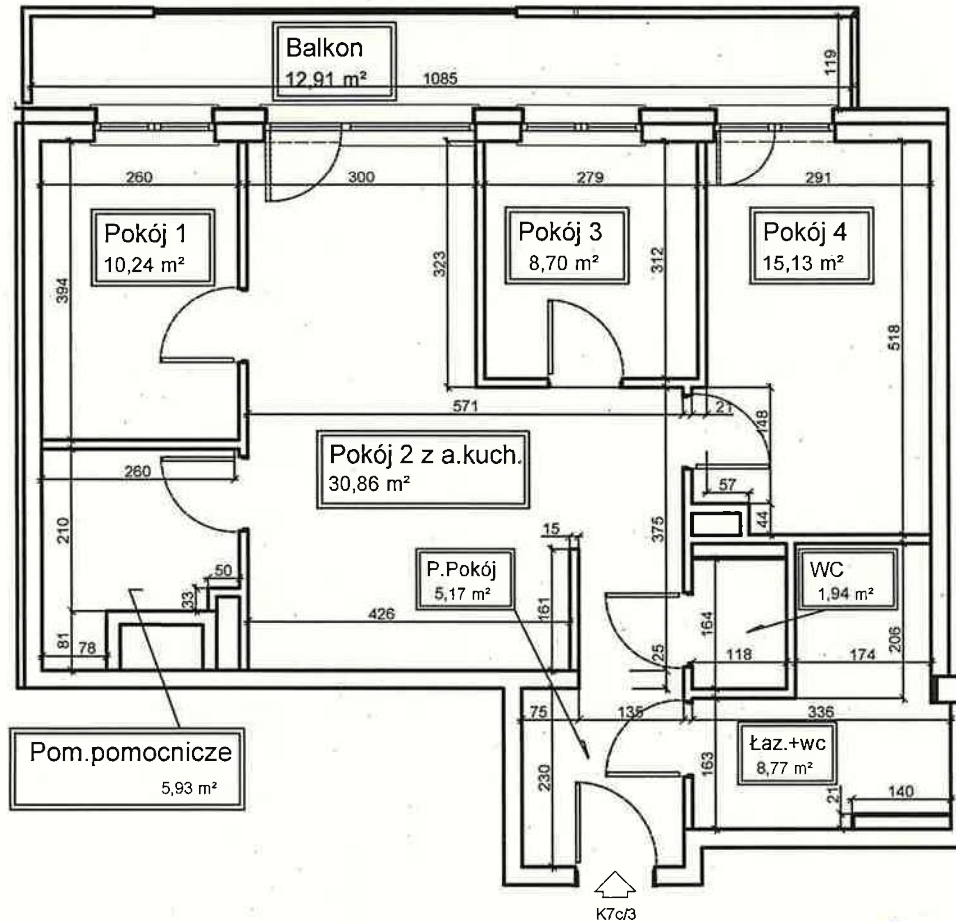 Balkon
12,91 m²
1085
119
260
300
279
291
Pokój 1
10,24 m²
Pokój 3
8,70 m²
Pokój 4
15,13 m²
394
323
312
518
571
21
148
Pokój 2 z a.kuch.
30,86 m²
260
57
44
210
15
375
50
33
P.Pokój
5,17 m²
WC
1,94 m²
161
164
426
81
78
25
118
174
206
75
135
336
Pom.pomocnicze
5,93 m²
Łaz.+wc
8,77 m²
230
163
21
140
K7c/3